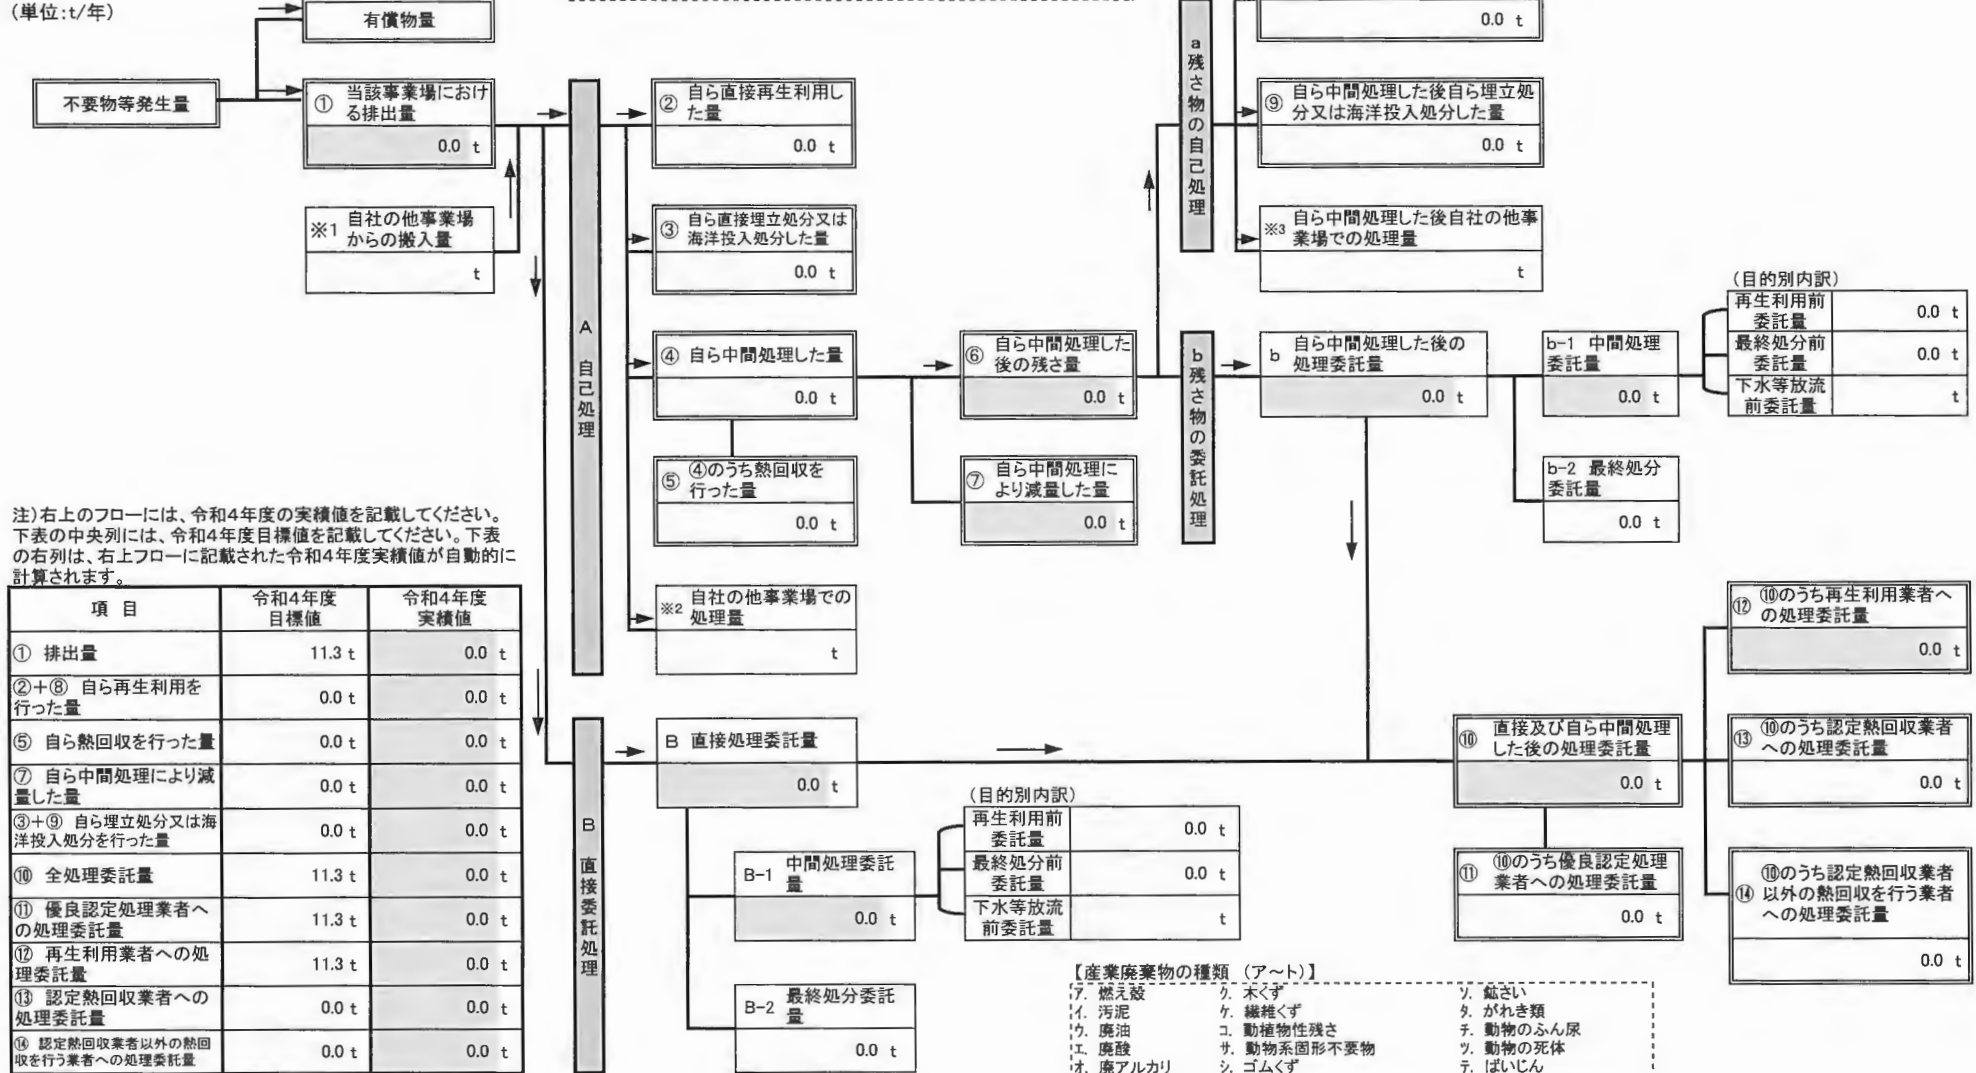 (単位:t/年)
有償物量
不要物等発生量
① 当該事業場におけ
る排出量
0.0 t
※1 自社の他事業場
からの搬入量
t
A 自己処理
② 自ら直接再生利用し
た量
0.0 t
③ 自ら直接埋立処分又は
海洋投入処分した量
0.0 t
④ 自ら中間処理した量
0.0 t
⑤ ④のうち熱回収を
行った量
0.0 t
※2 自社の他事業場での
処理量
t
⑥ 自ら中間処理した
後の残さ量
0.0 t
⑦ 自ら中間処理に
より減量した量
0.0 t
a 残さ物の自己処理
0.0 t
⑨ 自ら中間処理した後自ら埋立処
分又は海洋投入処分した量
0.0 t
※3 自ら中間処理した後自社の他事
業場での処理量
t
b 残さ物の委託処理
b 自ら中間処理した後の
処理委託量
0.0 t
b-1 中間処理
委託量
0.0 t
(目的別内訳)
再生利用前
委託量
0.0 t
最終処分前
委託量
0.0 t
下水等放流
前委託量
t
b-2 最終処分
委託量
0.0 t
注)右上のフローには、令和4年度の実績値を記載してください。
下表の中央列には、令和4年度目標値を記載してください。下表
の右列は、右上フローに記載された令和4年度実績値が自動的に
計算されます。
項 目 令和4年度 令和4年度
目標値 実績値
① 排出量 11.3 t 0.0 t
②+⑧ 自ら再生利用を
行った量 0.0 t 0.0 t
⑤ 自ら熱回収を行った量 0.0 t 0.0 t
⑦ 自ら中間処理により減
量した量 0.0 t 0.0 t
③+⑨ 自ら埋立処分又は海
洋投入処分を行った量 0.0 t 0.0 t
⑩ 全処理委託量 11.3 t 0.0 t
⑪ 優良認定処理業者へ
の処理委託量 11.3 t 0.0 t
⑫ 再生利用業者への処
理委託量 11.3 t 0.0 t
⑬ 認定熱回収業者への
処理委託量 0.0 t 0.0 t
⑭ 認定熱回収業者以外の熱回
収を行う業者への処理委託量 0.0 t 0.0 t
B 直接委託処理
B 直接処理委託量
0.0 t
B-1 中間処理委託
量
0.0 t
(目的別内訳)
再生利用前
委託量
0.0 t
最終処分前
委託量
0.0 t
下水等放流
前委託量
t
B-2 最終処分委託
量
0.0 t
⑩ 直接及び自ら中間処理
した後の処理委託量
0.0 t
⑪ ⑩のうち優良認定処理
業者への処理委託量
0.0 t
⑫ ⑩のうち再生利用業者へ
の処理委託量
0.0 t
⑬ ⑩のうち認定熱回収業者
への処理委託量
0.0 t
⑭ ⑩のうち認定熱回収業者
以外の熱回収を行う業者
への処理委託量
0.0 t
【産業廃棄物の種類 (ア~ト)】
ア. 燃え殻 ク. 木くず ソ. 鉱さい
イ. 汚泥 ケ. 繊維くず タ. がれき類
ウ. 廃油 コ. 動植物性残さ チ. 動物のふん尿
エ. 廃酸 サ. 動物系固形不要物 ツ. 動物の死体
オ. 廃アルカリ シ. ゴムくず テ. ばいじん